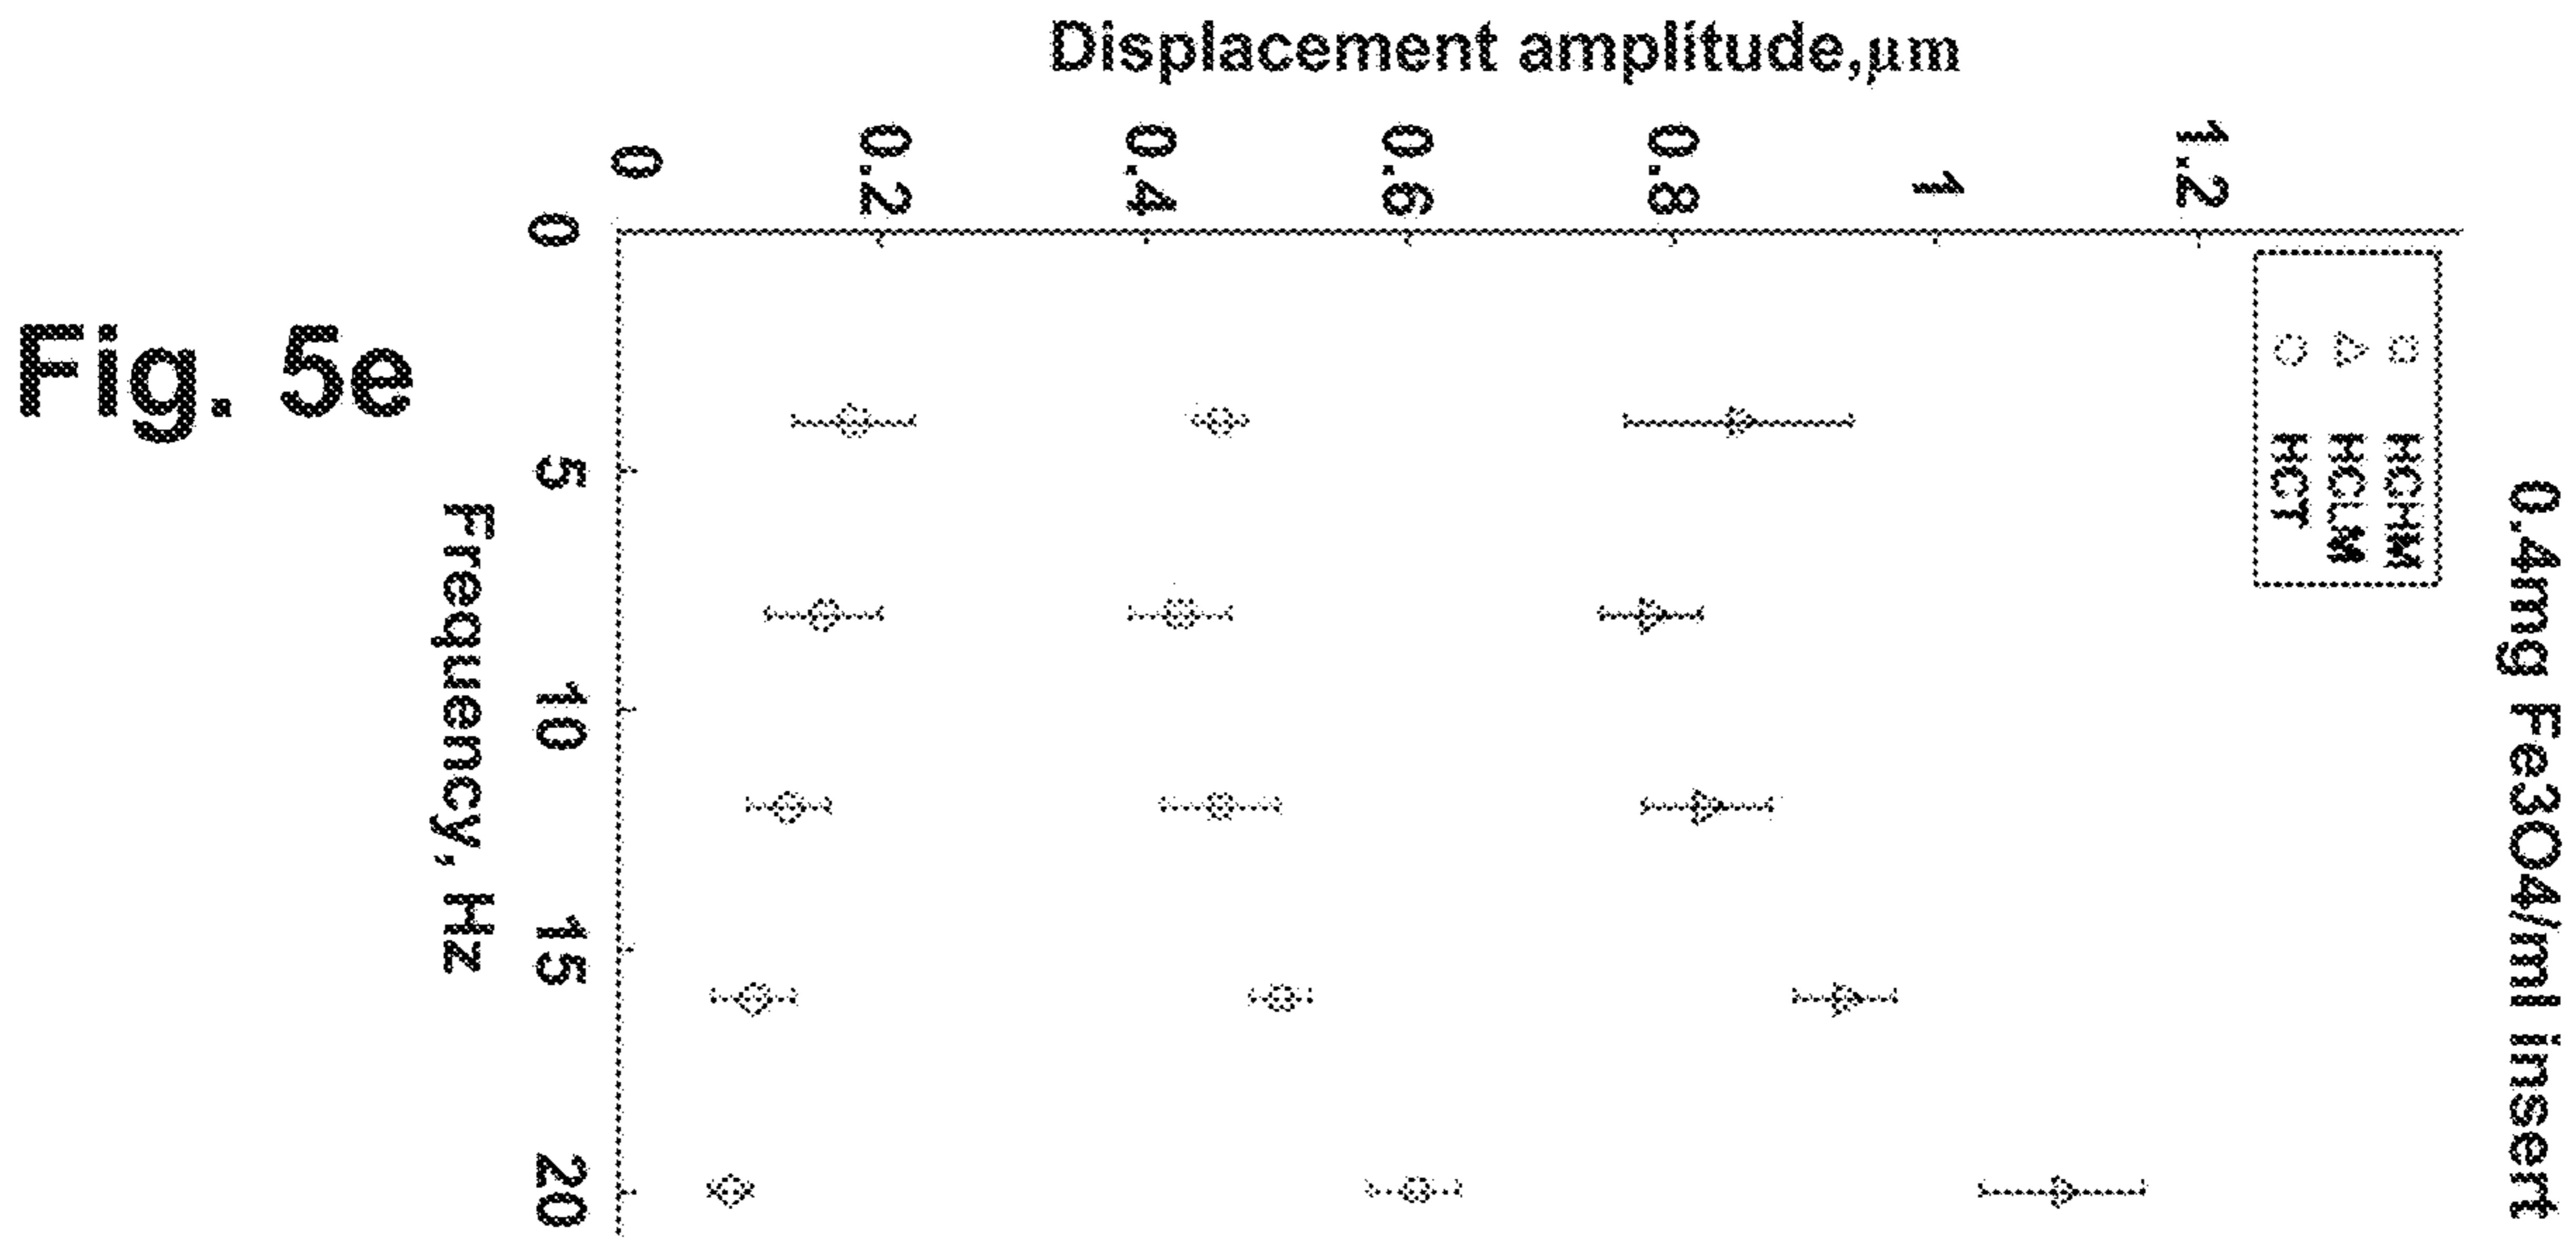 0.4mg Fe3O4/ml insert
HCHM
HCLM
HCT
Displacement amplitude,µm
1.2
1
0.8
0.6
0.4
0.2
0
0
5
10
15
20
Frequency, Hz
Fig. 5e